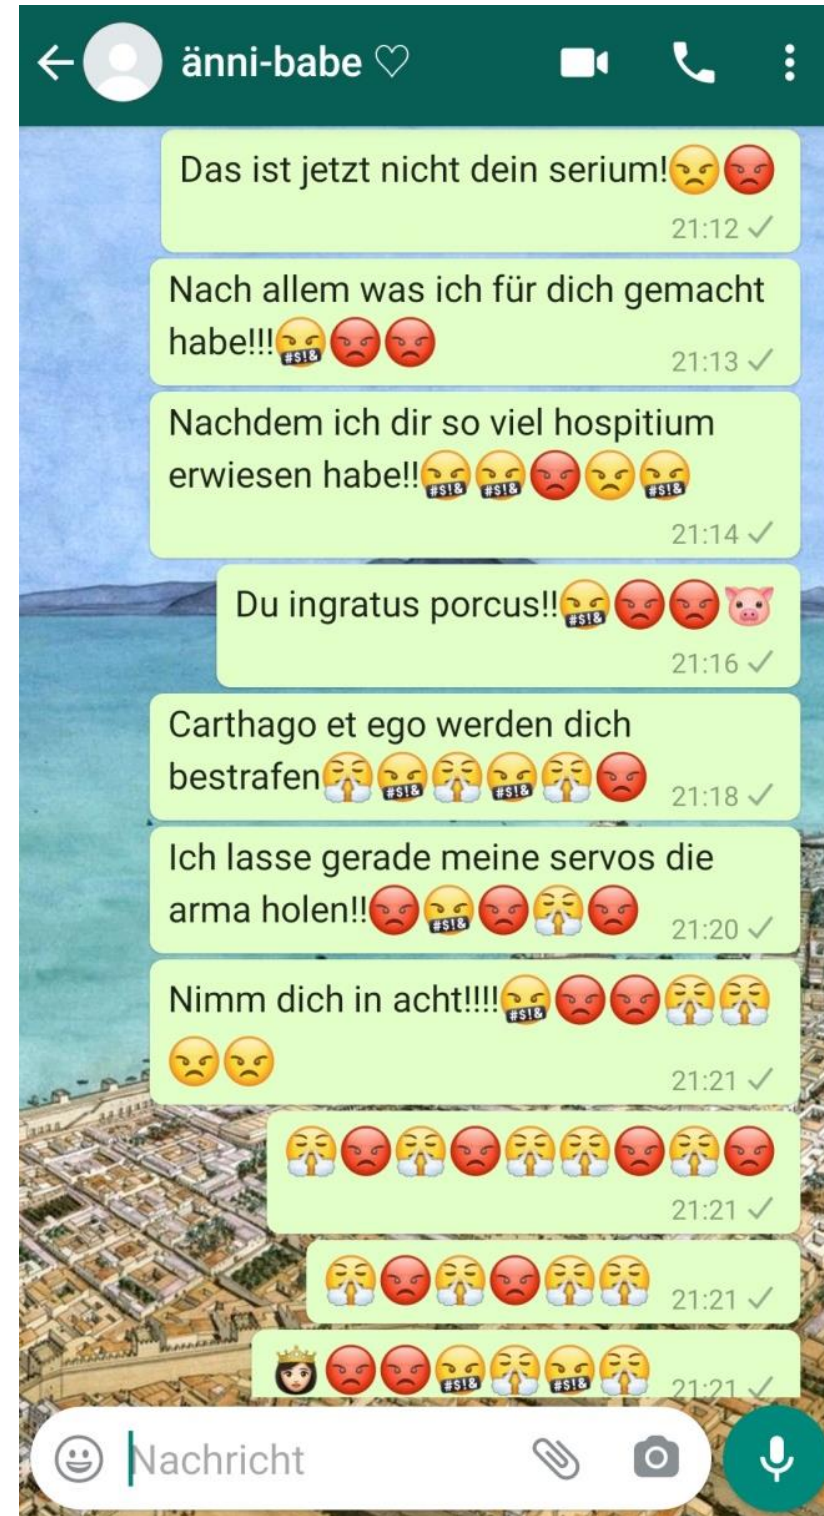 änni-babe ♡
Das ist jetzt nicht dein serium!😠😡
21:12
Nach allem was ich für dich gemacht
habe!!!🤬😡😡
21:13
Nachdem ich dir so viel hospitium
erwiesen habe!!🤬🤬😡😠🤬
21:14
Du ingratus porcus!!🤬😡😡🐷
21:16
Carthago et ego werden dich
bestrafen😤🤬😤🤬😤😡 21:18
Ich lasse gerade meine servos die
arma holen!!😡🤬😡😤😡 21:20
Nimm dich in acht!!!!🤬😡😡😤😤
😠😠
21:21
😤😡😤😡😤😤😡😤😡
21:21
😤😡😤😡😤😤 21:21
👸🏻😡😡🤬😤🤬😤 21:21
Nachricht